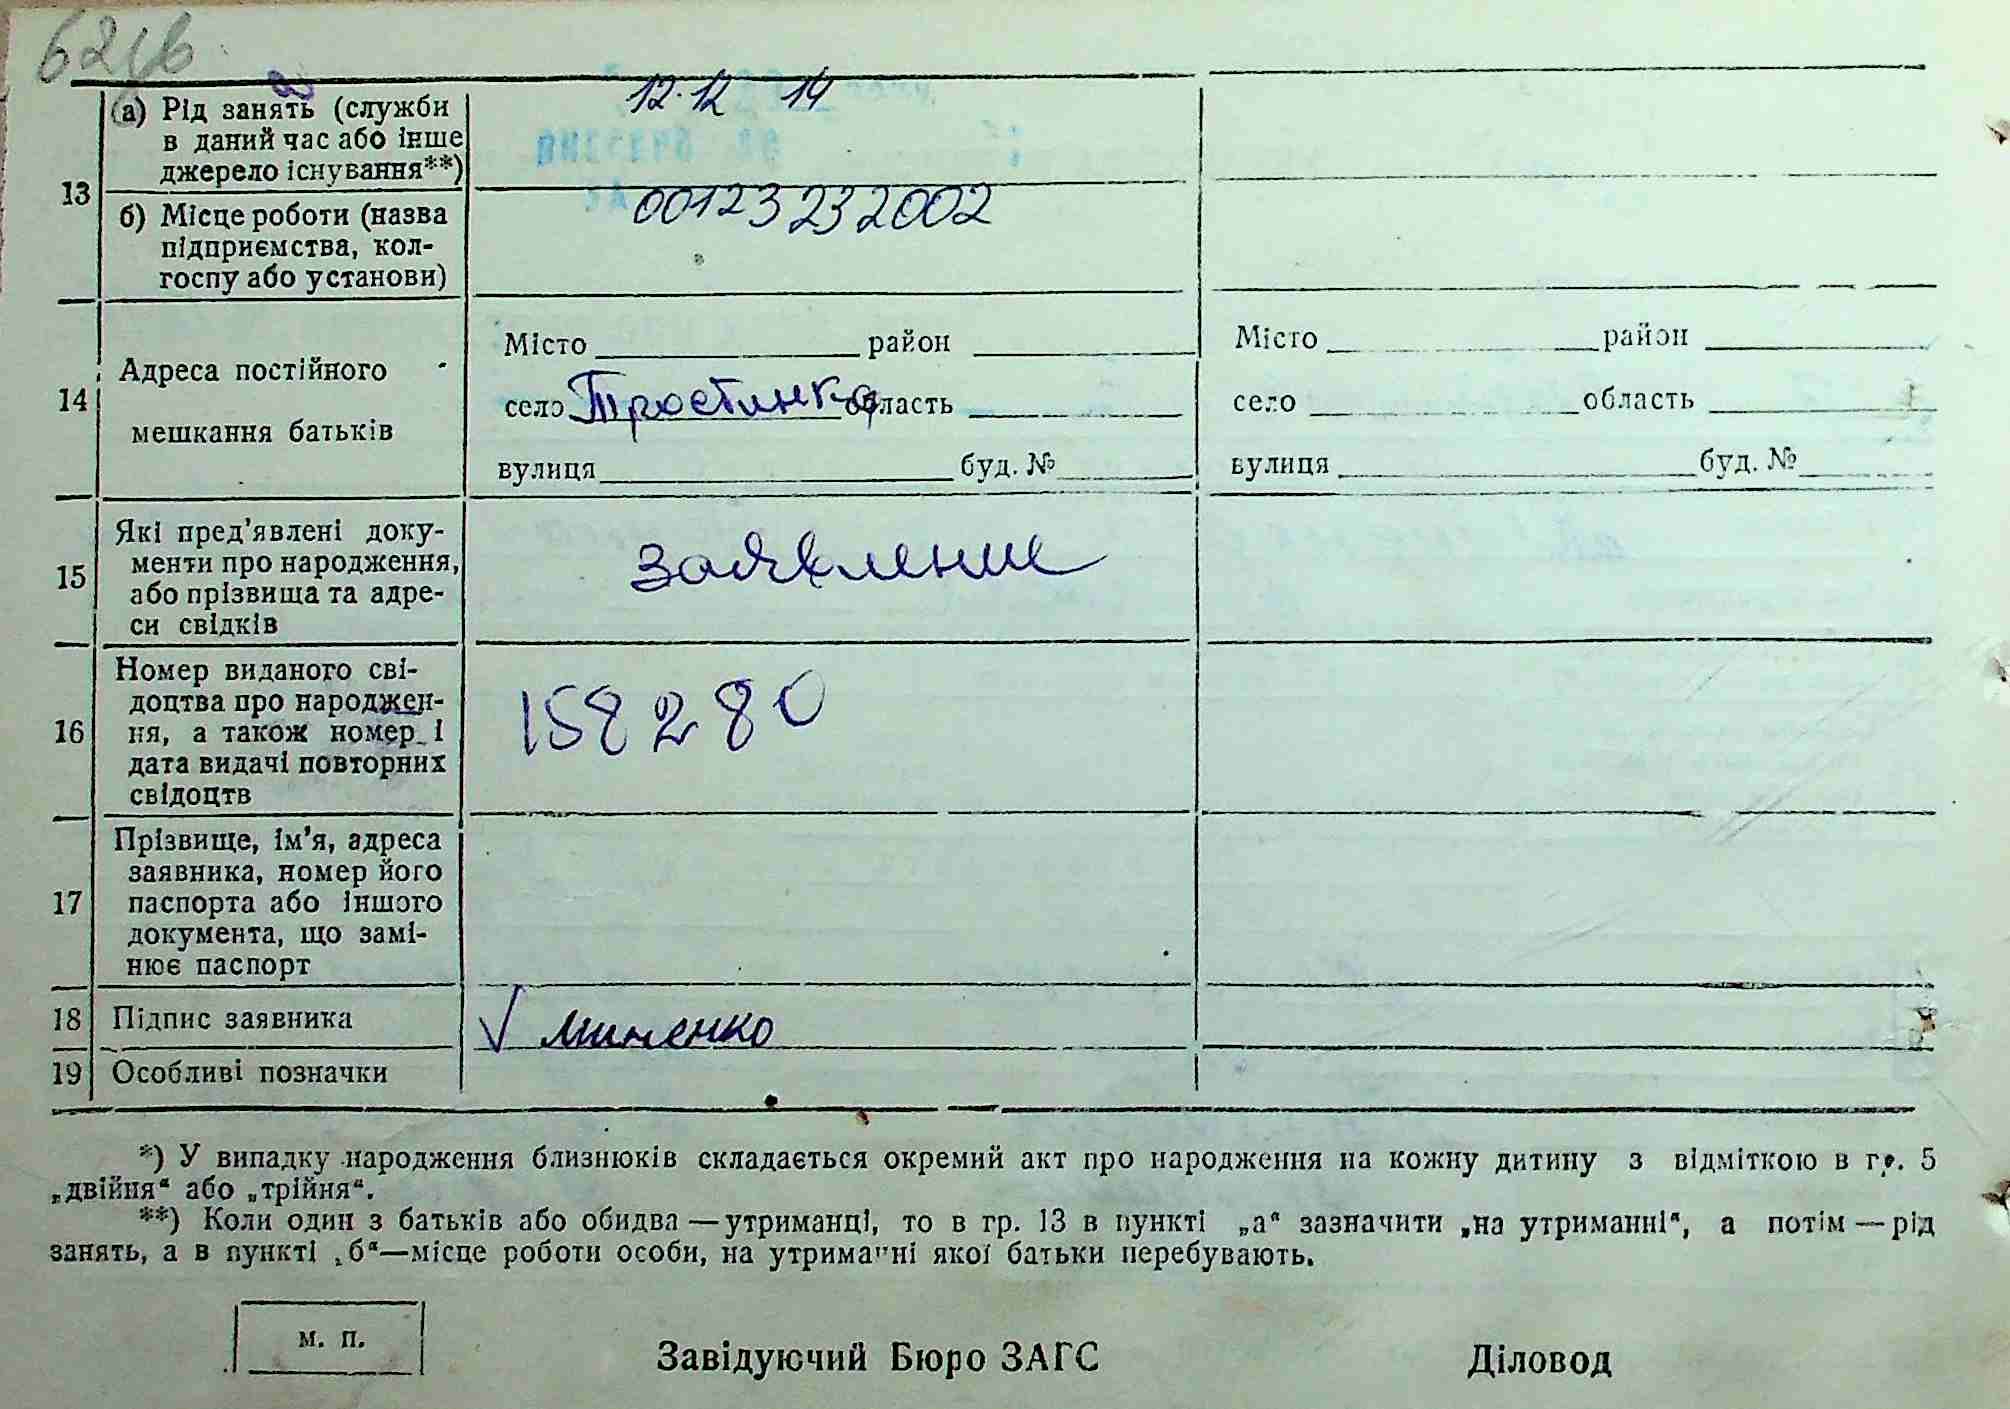 62
12.12 14
13
(а) Рід занять (служби
в даний час або інше
джерело існування**)
б) Місце роботи (назва
підприємства, кол-
госпу або установи)
00123232002
14
Адреса постійного
мешкання батьків
Місто район
село Тростинка область
вулиця буд. №
Місто район
село область
вулиця буд. №
15
Які пред'явлені доку-
менти про народження,
або прізвища та адре-
си свідків
заявление
16
Номер виданого сві-
доцтва про народжен-
ня, а також номер і
дата видачі повторних
свідоцтв
158280
17
Прізвище, ім'я, адреса
заявника, номер його
паспорта або іншого
документа, що замі-
нює паспорт
18 Підпис заявника
√ Миненко
19 Особливі позначки
*) У випадку народження близнюків складається окремий акт про народження на кожну дитину з відміткою в гр. 5
„двійня“ або „трійня“.
**) Коли один з батьків або обидва — утриманці, то в гр. 13 в пункті „а“ зазначити „на утриманні“, а потім — рід
занять, а в пункті „б“—місце роботи особи, на утриманні якої батьки перебувають.
м. п.
Завідуючий Бюро ЗАГС Діловод